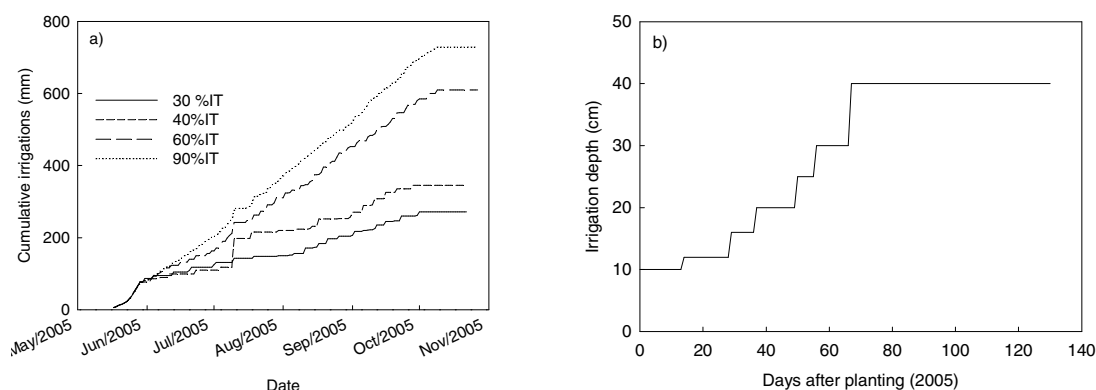 a)
Cumulative irrigations (mm)
800
600
400
200
0
30 %IT
40%IT
60%IT
90%IT
May/2005
Jun/2005
Jul/2005
Aug/2005
Sep/2005
Oct/2005
Nov/2005
Date
b)
Irrigation depth (cm)
50
40
30
20
10
0
0 20 40 60 80 100 120 140
Days after planting (2005)